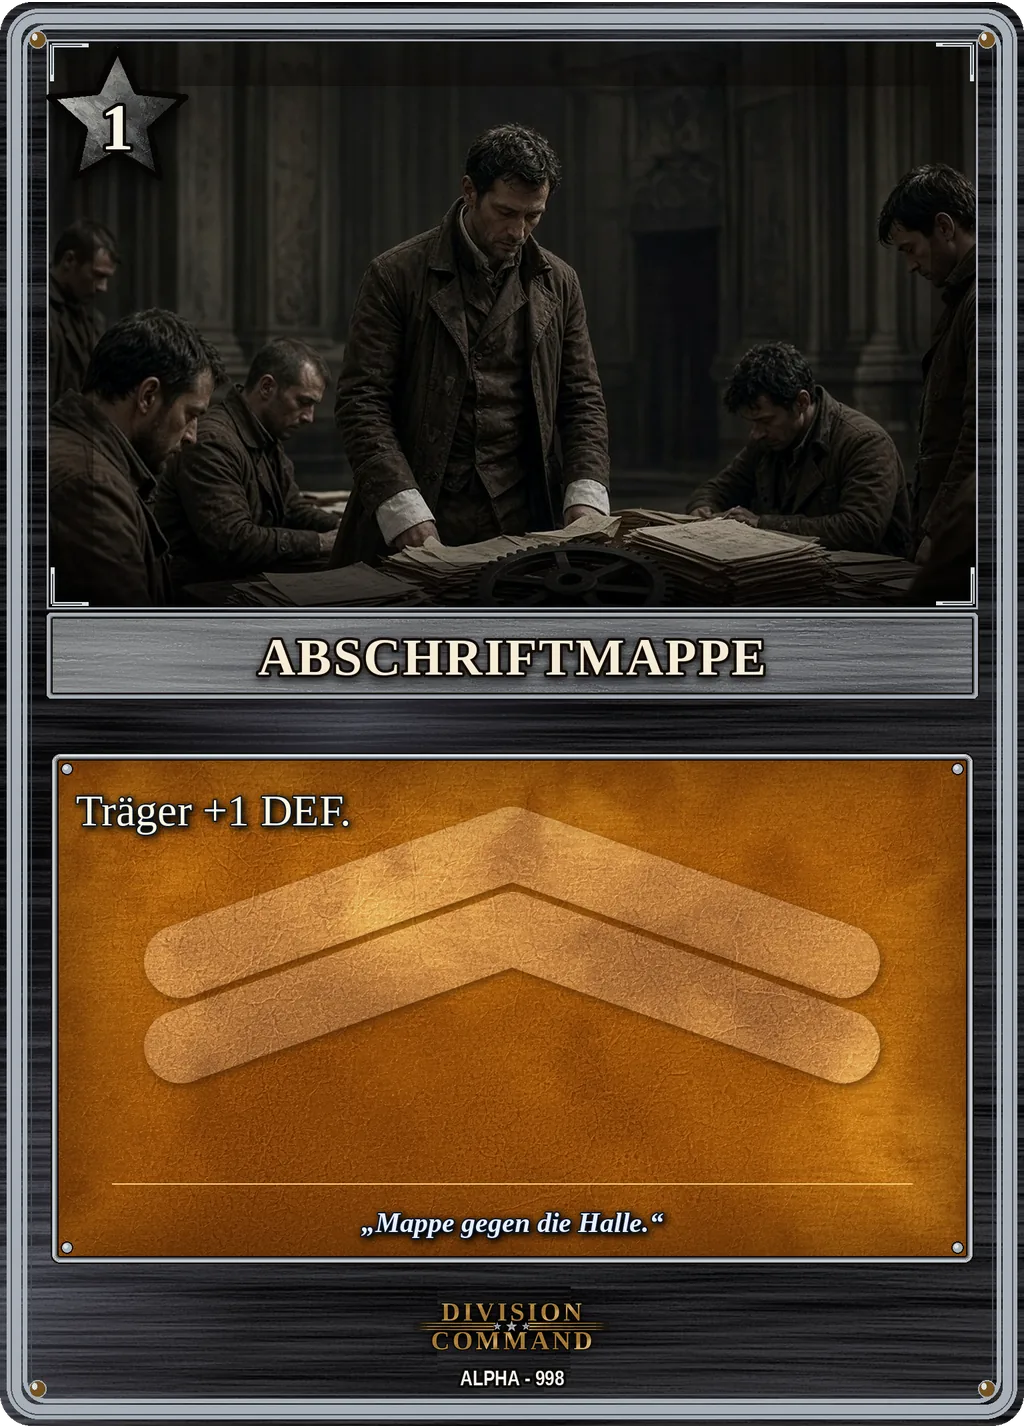 1
ABSCHRIFTMAPPE
Träger +1 DEF.
„Mappe gegen die Halle.“
DIVISION
COMMAND
ALPHA - 998